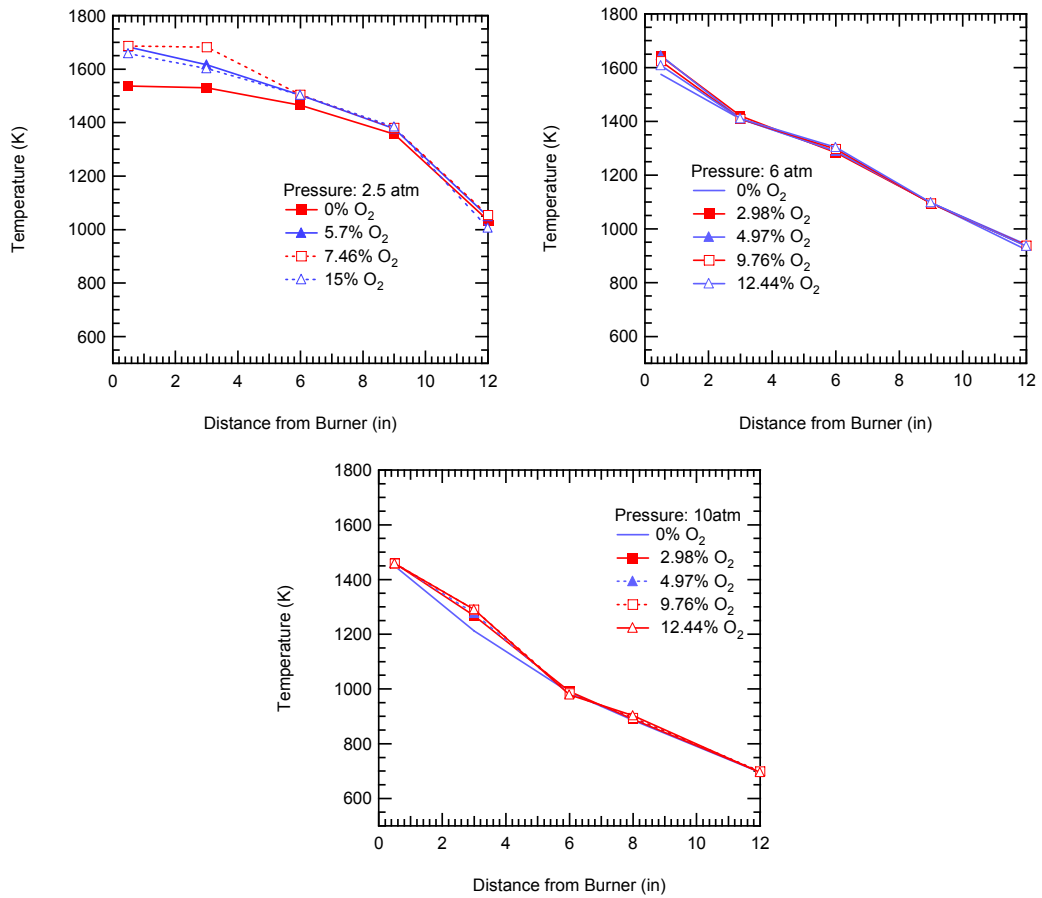 1800
1600
1400
1200
1000
800
600
Temperature (K)
0 2 4 6 8 10 12
Distance from Burner (in)
Pressure: 2.5 atm
0% O2
5.7% O2
7.46% O2
15% O2
1800
1600
1400
1200
1000
800
600
Temperature (K)
0 2 4 6 8 10 12
Distance from Burner (in)
Pressure: 6 atm
0% O2
2.98% O2
4.97% O2
9.76% O2
12.44% O2
1800
1600
1400
1200
1000
800
600
Temperature (K)
0 2 4 6 8 10 12
Distance from Burner (in)
Pressure: 10atm
0% O2
2.98% O2
4.97% O2
9.76% O2
12.44% O2